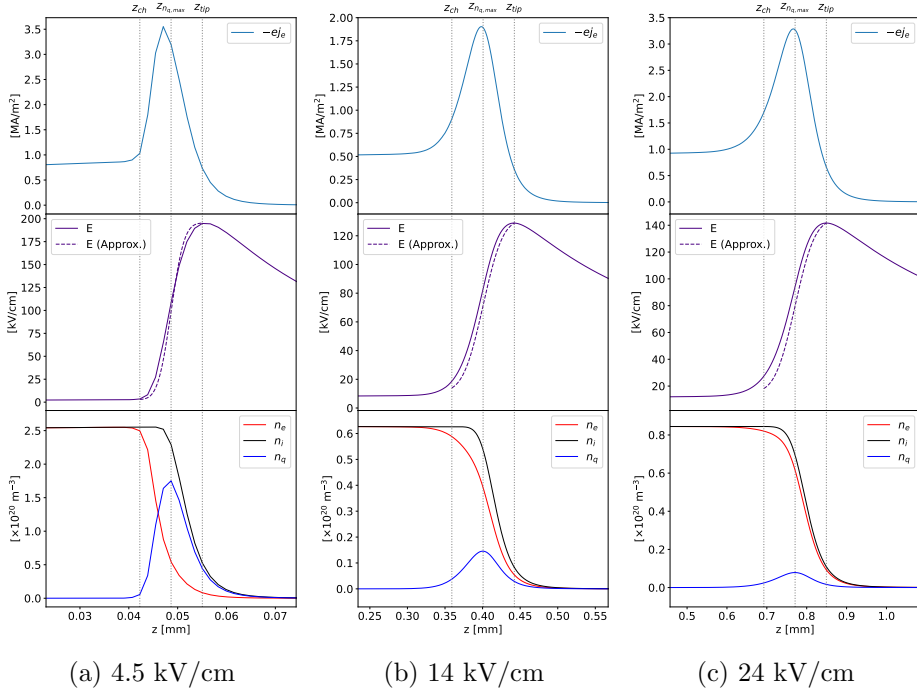 z_ch z_{n_{q,max}} z_tip
−ej_e
[MA/m²]
3.5
3.0
2.5
2.0
1.5
1.0
0.5
0.0
E
E (Approx.)
[kV/cm]
200
175
150
125
100
75
50
25
0
n_e
n_i
n_q
[×10²⁰ m⁻³]
2.5
2.0
1.5
1.0
0.5
0.0
0.03 0.04 0.05 0.06 0.07
z [mm]
(a) 4.5 kV/cm
z_ch z_{n_{q,max}} z_tip
−ej_e
[MA/m²]
2.00
1.75
1.50
1.25
1.00
0.75
0.50
0.25
0.00
E
E (Approx.)
[kV/cm]
120
100
80
60
40
20
0
n_e
n_i
n_q
[×10²⁰ m⁻³]
0.6
0.5
0.4
0.3
0.2
0.1
0.0
0.25 0.30 0.35 0.40 0.45 0.50 0.55
z [mm]
(b) 14 kV/cm
z_ch z_{n_{q,max}} z_tip
−ej_e
[MA/m²]
3.5
3.0
2.5
2.0
1.5
1.0
0.5
0.0
E
E (Approx.)
[kV/cm]
140
120
100
80
60
40
20
n_e
n_i
n_q
[×10²⁰ m⁻³]
0.8
0.6
0.4
0.2
0.0
0.5 0.6 0.7 0.8 0.9 1.0
z [mm]
(c) 24 kV/cm